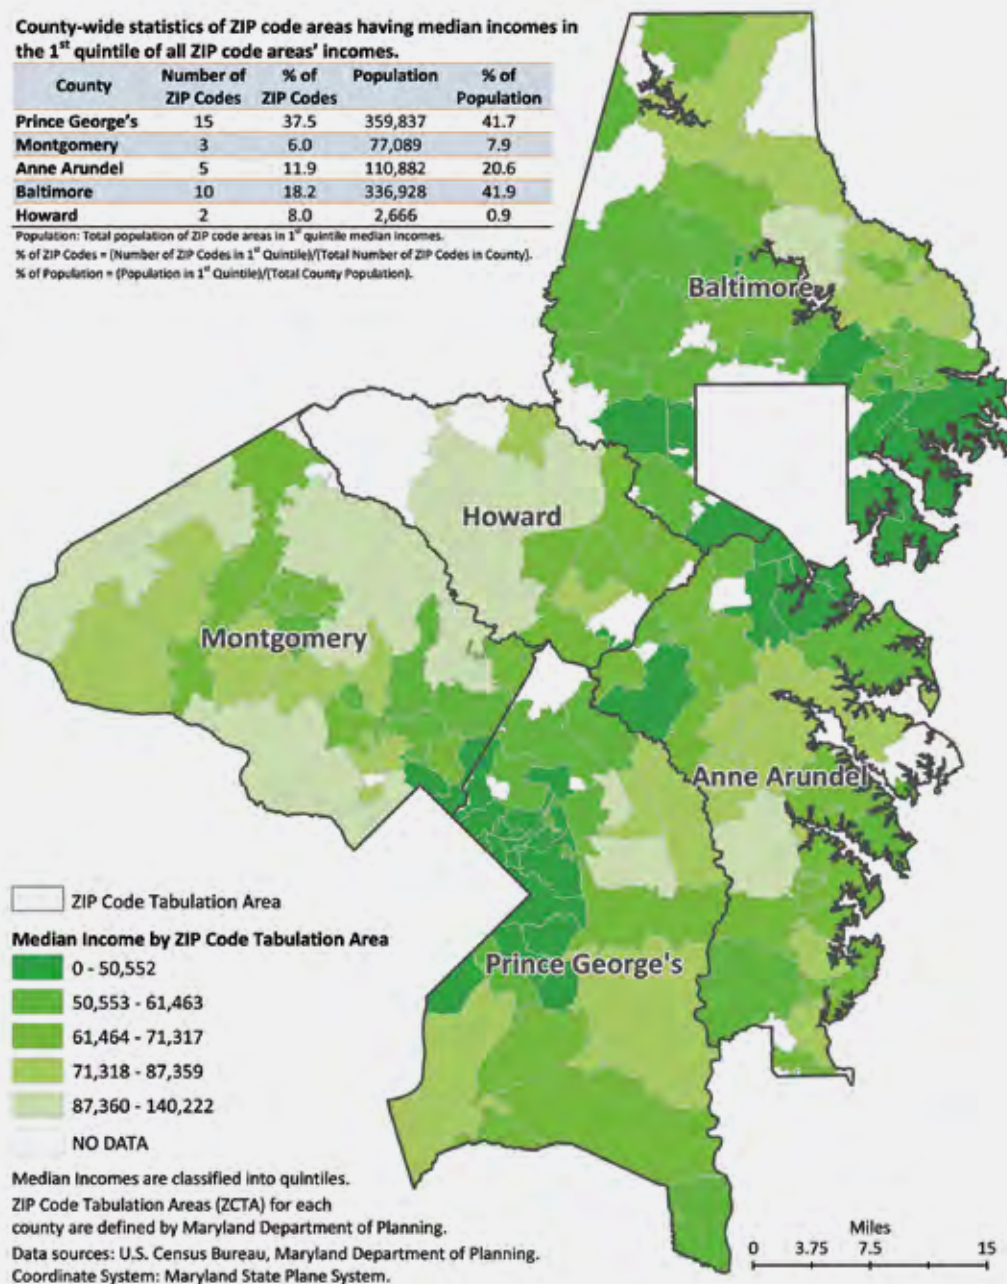 County-wide statistics of ZIP code areas having median incomes in
the 1st quintile of all ZIP code areas' incomes.
County Number of ZIP Codes % of ZIP Codes Population % of Population
Prince George's 15 37.5 359,837 41.7
Montgomery 3 6.0 77,089 7.9
Anne Arundel 5 11.9 110,882 20.6
Baltimore 10 18.2 336,928 41.9
Howard 2 8.0 2,666 0.9
Population: Total population of ZIP code areas in 1st quintile median incomes.
% of ZIP Codes = (Number of ZIP Codes in 1st Quintile)/(Total Number of ZIP Codes in County).
% of Population = (Population in 1st Quintile)/(Total County Population).
Baltimore
Howard
Montgomery
Anne Arundel
Prince George's
ZIP Code Tabulation Area
Median Income by ZIP Code Tabulation Area
0 - 50,552
50,553 - 61,463
61,464 - 71,317
71,318 - 87,359
87,360 - 140,222
NO DATA
Median Incomes are classified into quintiles.
ZIP Code Tabulation Areas (ZCTA) for each
county are defined by Maryland Department of Planning.
Data sources: U.S. Census Bureau, Maryland Department of Planning.
Coordinate System: Maryland State Plane System.
Miles
0 3.75 7.5 15